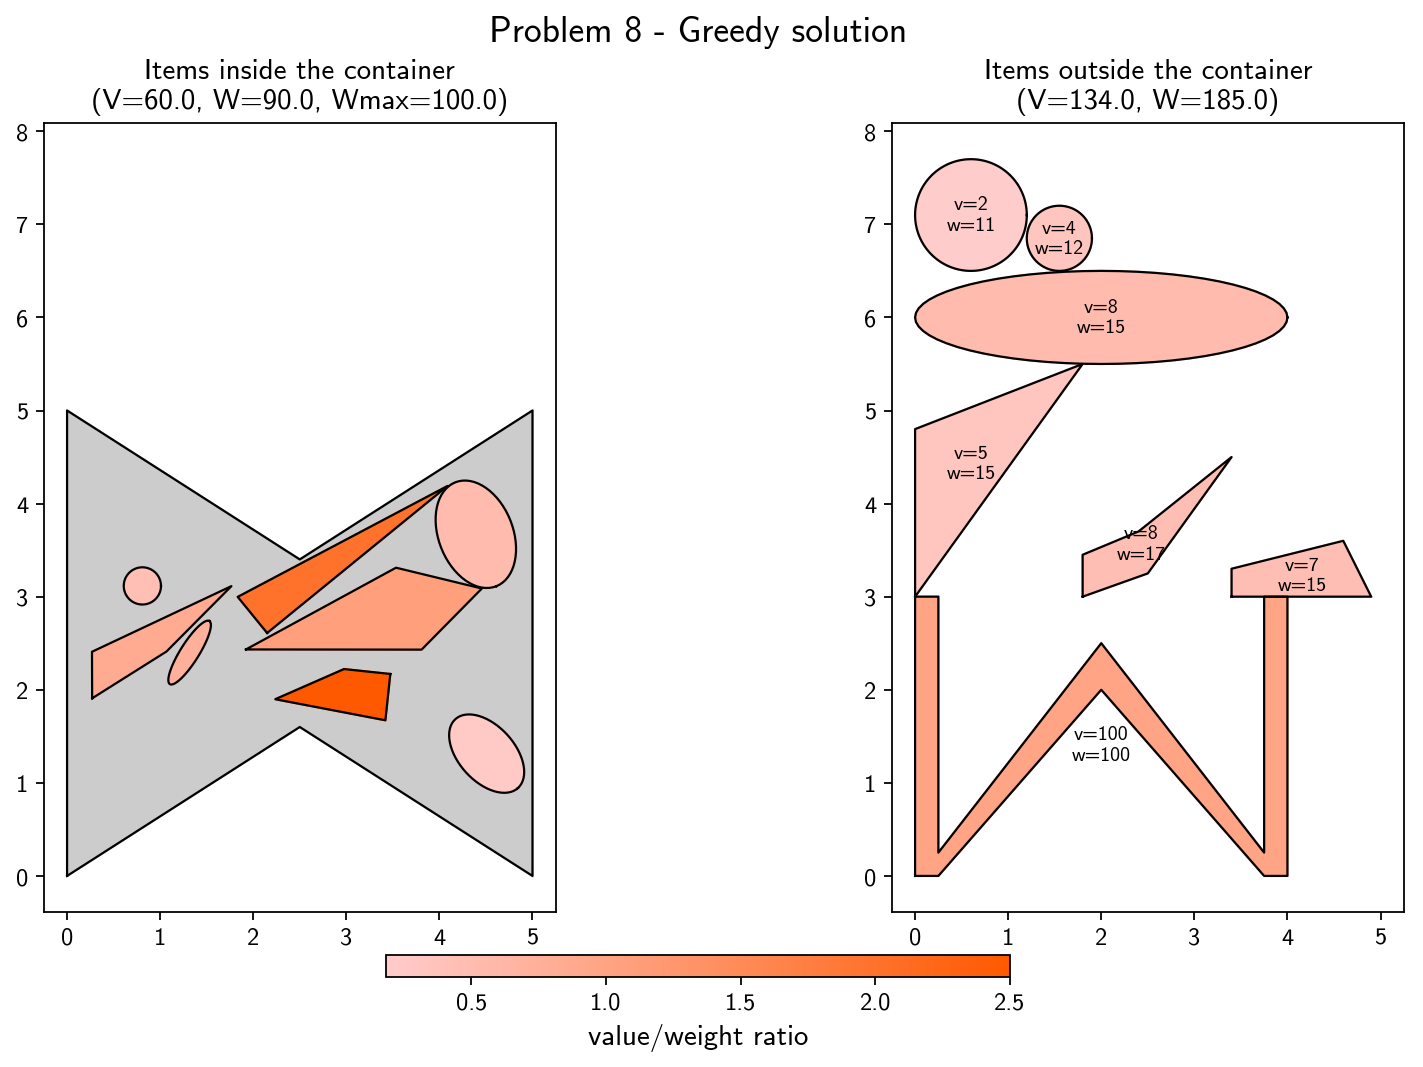 Problem 8 - Greedy solution
Items inside the container
(V=60.0, W=90.0, Wmax=100.0)
8
7
6
5
4
3
2
1
0
0 1 2 3 4 5
Items outside the container
(V=134.0, W=185.0)
8
7
6
5
4
3
2
1
0
v=2
w=11
v=4
w=12
v=8
w=15
v=5
w=15
v=8
w=17
v=7
w=15
v=100
w=100
0 1 2 3 4 5
0.5 1.0 1.5 2.0 2.5
value/weight ratio